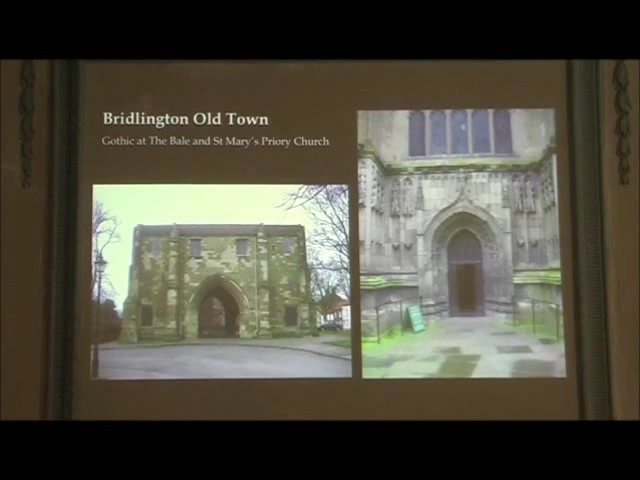 Bridlington Old Town
Gothic at The Bale and St Mary's Priory Church